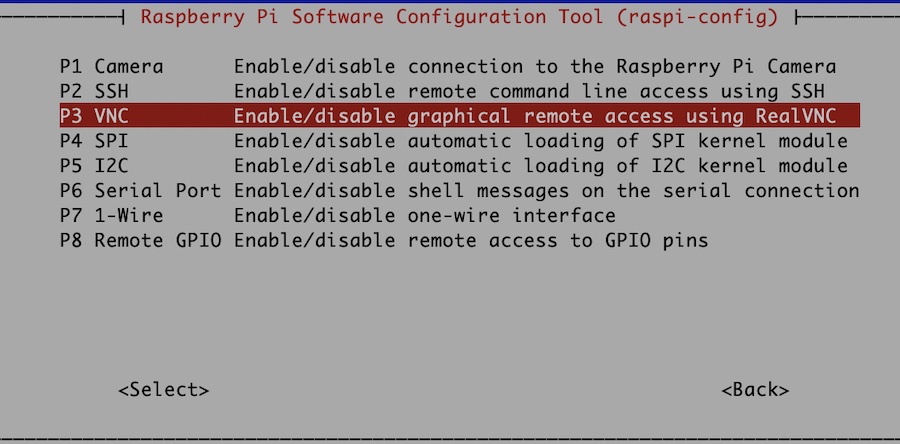 Raspberry Pi Software Configuration Tool (raspi-config)
P1 Camera Enable/disable connection to the Raspberry Pi Camera
P2 SSH Enable/disable remote command line access using SSH
P3 VNC Enable/disable graphical remote access using RealVNC
P4 SPI Enable/disable automatic loading of SPI kernel module
P5 I2C Enable/disable automatic loading of I2C kernel module
P6 Serial Port Enable/disable shell messages on the serial connection
P7 1-Wire Enable/disable one-wire interface
P8 Remote GPIO Enable/disable remote access to GPIO pins
<Select> <Back>